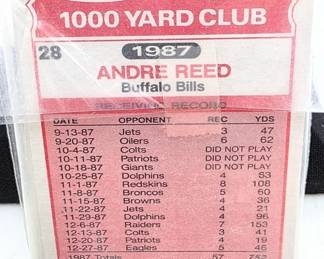 1000 YARD CLUB
28
1987
ANDRE REED
Buffalo Bills
RECEIVING RECORD
DATE OPPONENT REC YDS
9-13-87 Jets 3 47
9-20-87 Oilers 6 62
10-4-87 Colts DID NOT PLAY
10-11-87 Patriots DID NOT PLAY
10-18-87 Giants DID NOT PLAY
10-25-87 Dolphins 4 53
11-1-87 Redskins 8 108
11-8-87 Broncos 5 60
11-15-87 Browns 4 36
11-22-87 Jets 4 21
11-29-87 Dolphins 4 96
12-6-87 Raiders 7 153
12-13-87 Colts 4 41
12-20-87 Patriots 4 19
12-27-87 Eagles 5 46
1987 Totals 57 752